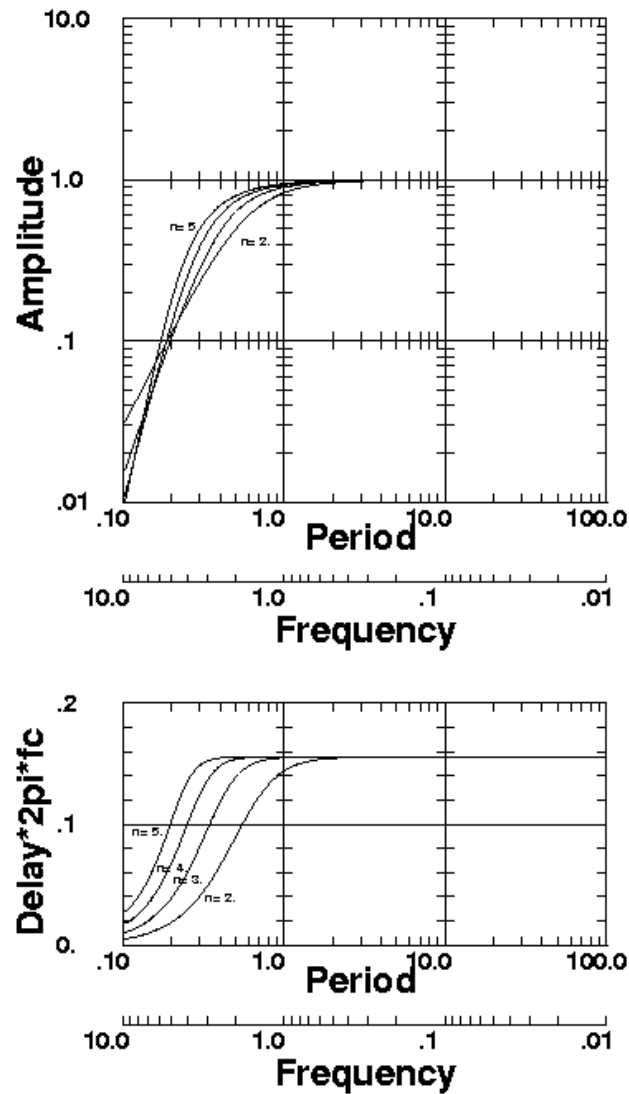 10.0
1.0
.1
.01
Amplitude
n= 5
n= 2.
.10 1.0 10.0 100.0
Period
10.0 1.0 .1 .01
Frequency
.2
.1
0.
Delay*2pi*fc
n= 5.
n= 4.
n= 3.
n= 2.
.10 1.0 10.0 100.0
Period
10.0 1.0 .1 .01
Frequency